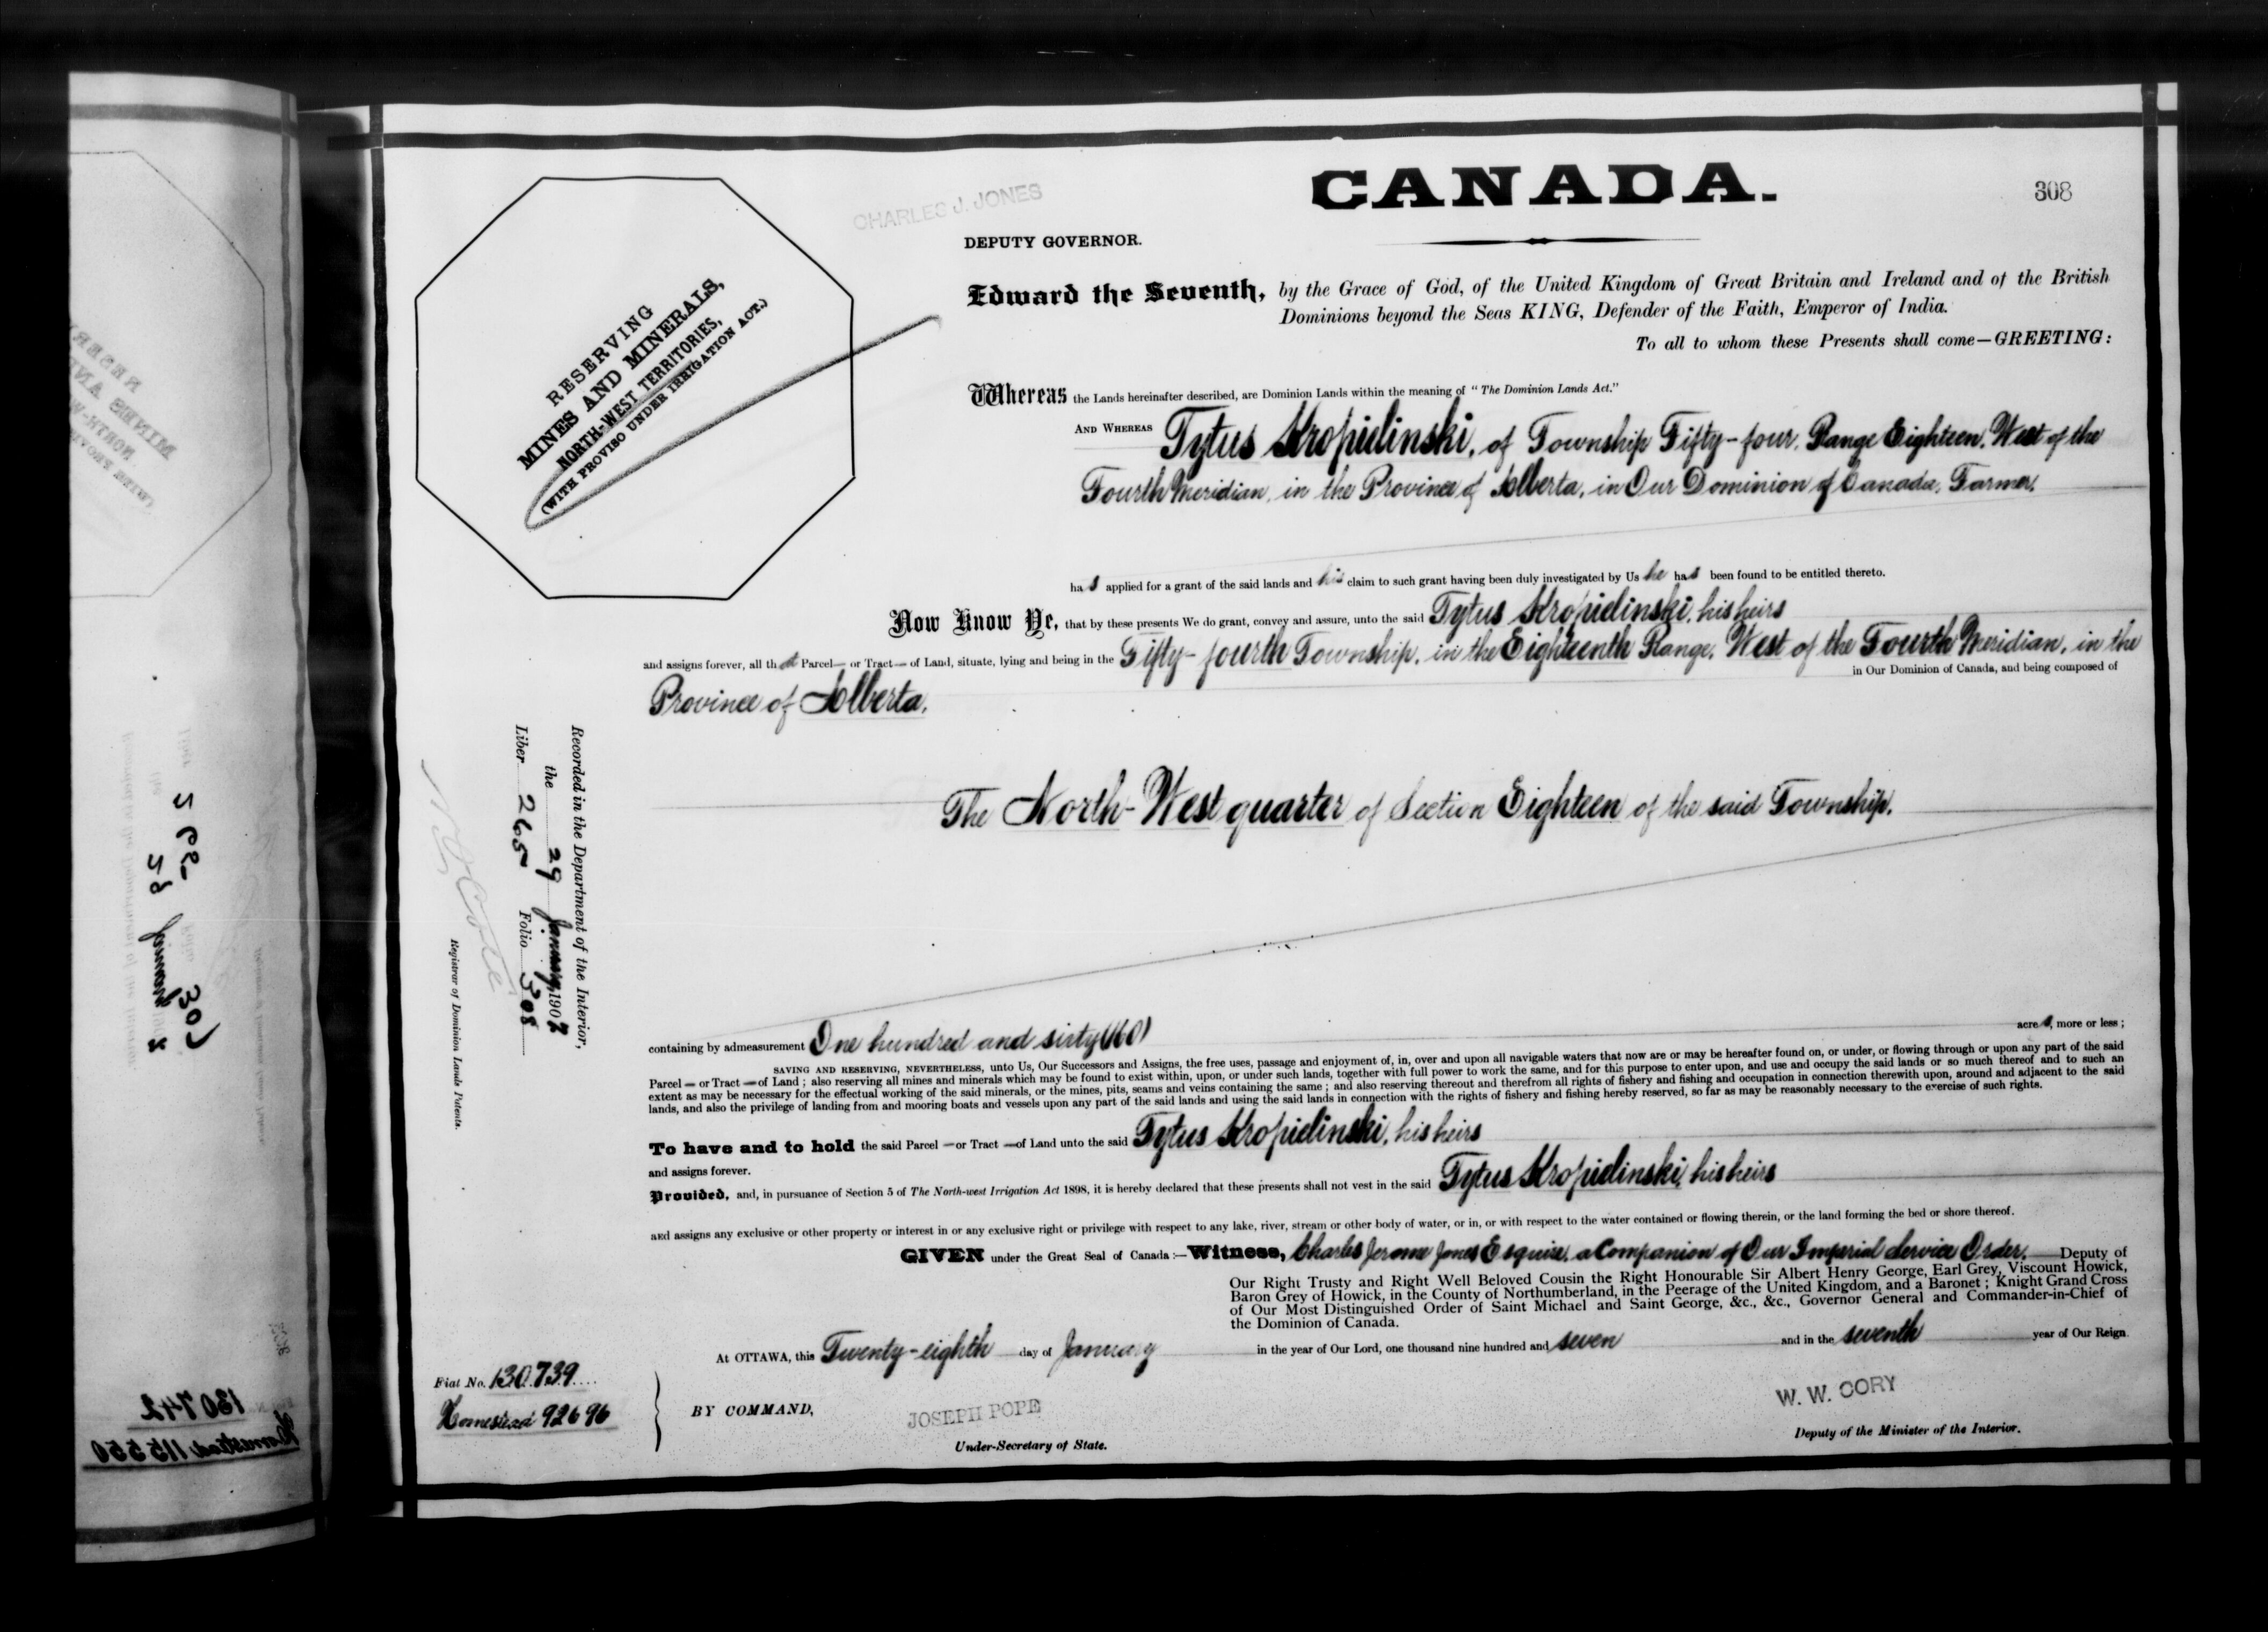 CANADA.
308
CHARLES J. JONES
DEPUTY GOVERNOR.
RESERVING
MINES AND MINERALS,
NORTH-WEST TERRITORIES,
(WITH PROVISO UNDER IRRIGATION ACT.)
Edward the Seventh, by the Grace of God, of the United Kingdom of Great Britain and Ireland and of the British
Dominions beyond the Seas KING, Defender of the Faith, Emperor of India.
To all to whom these Presents shall come—GREETING:
Whereas the Lands hereinafter described, are Dominion Lands within the meaning of "The Dominion Lands Act."
AND WHEREAS Tytus Kropielinski, of Township Fifty-four, Range Eighteen, West of the
Fourth Meridian, in the Province of Alberta, in Our Dominion of Canada, Farmer,
has applied for a grant of the said lands and his claim to such grant having been duly investigated by Us he has been found to be entitled thereto.
Now Know Ye, that by these presents We do grant, convey and assure, unto the said Tytus Kropielinski, his heirs
and assigns forever, all that Parcel— or Tract— of Land, situate, lying and being in the Fifty-fourth Township, in the Eighteenth Range, West of the Fourth Meridian, in the
in Our Dominion of Canada, and being composed of
Province of Alberta,
The North-West quarter of Section Eighteen of the said Township,
Recorded in the Department of the Interior,
the 29 January 1907
Liber 265 Folio 308
Registrar of Dominion Lands Patents.
containing by admeasurement One hundred and sixty (160) acres, more or less;
SAVING AND RESERVING, NEVERTHELESS, unto Us, Our Successors and Assigns, the free uses, passage and enjoyment of, in, over and upon all navigable waters that now are or may be hereafter found on, or under, or flowing through or upon any part of the said
Parcel— or Tract—of Land; also reserving all mines and minerals which may be found to exist within, upon, or under such lands, together with full power to work the same, and for this purpose to enter upon, and use and occupy the said lands or so much thereof and to such an
extent as may be necessary for the effectual working of the said minerals, or the mines, pits, seams and veins containing the same; and also reserving thereout and therefrom all rights of fishery and fishing and occupation in connection therewith upon, around and adjacent to the said
lands, and also the privilege of landing from and mooring boats and vessels upon any part of the said lands and using the said lands in connection with the rights of fishery and fishing hereby reserved, so far as may be reasonably necessary to the exercise of such rights.
To have and to hold the said Parcel —or Tract —of Land unto the said Tytus Kropielinski, his heirs
and assigns forever.
Provided, and, in pursuance of Section 5 of The North-west Irrigation Act 1898, it is hereby declared that these presents shall not vest in the said Tytus Kropielinski, his heirs
and assigns any exclusive or other property or interest in or any exclusive right or privilege with respect to any lake, river, stream or other body of water, or in, or with respect to the water contained or flowing therein, or the land forming the bed or shore thereof.
GIVEN under the Great Seal of Canada:—Witness, Charles Jerome Jones Esquire, a Companion of Our Imperial Service Order, Deputy of
Our Right Trusty and Right Well Beloved Cousin the Right Honourable Sir Albert Henry George, Earl Grey, Viscount Howick,
Baron Grey of Howick, in the County of Northumberland, in the Peerage of the United Kingdom, and a Baronet; Knight Grand Cross
of Our Most Distinguished Order of Saint Michael and Saint George, &c., &c., Governor General and Commander-in-Chief of
the Dominion of Canada.
At OTTAWA, this Twenty-eighth day of January in the year of Our Lord, one thousand nine hundred and seven and in the seventh year of Our Reign.
Fiat No. 130739
Homestead 92696
BY COMMAND,
JOSEPH POPE
Under-Secretary of State.
W. W. CORY
Deputy of the Minister of the Interior.
130742
Homestead 115550